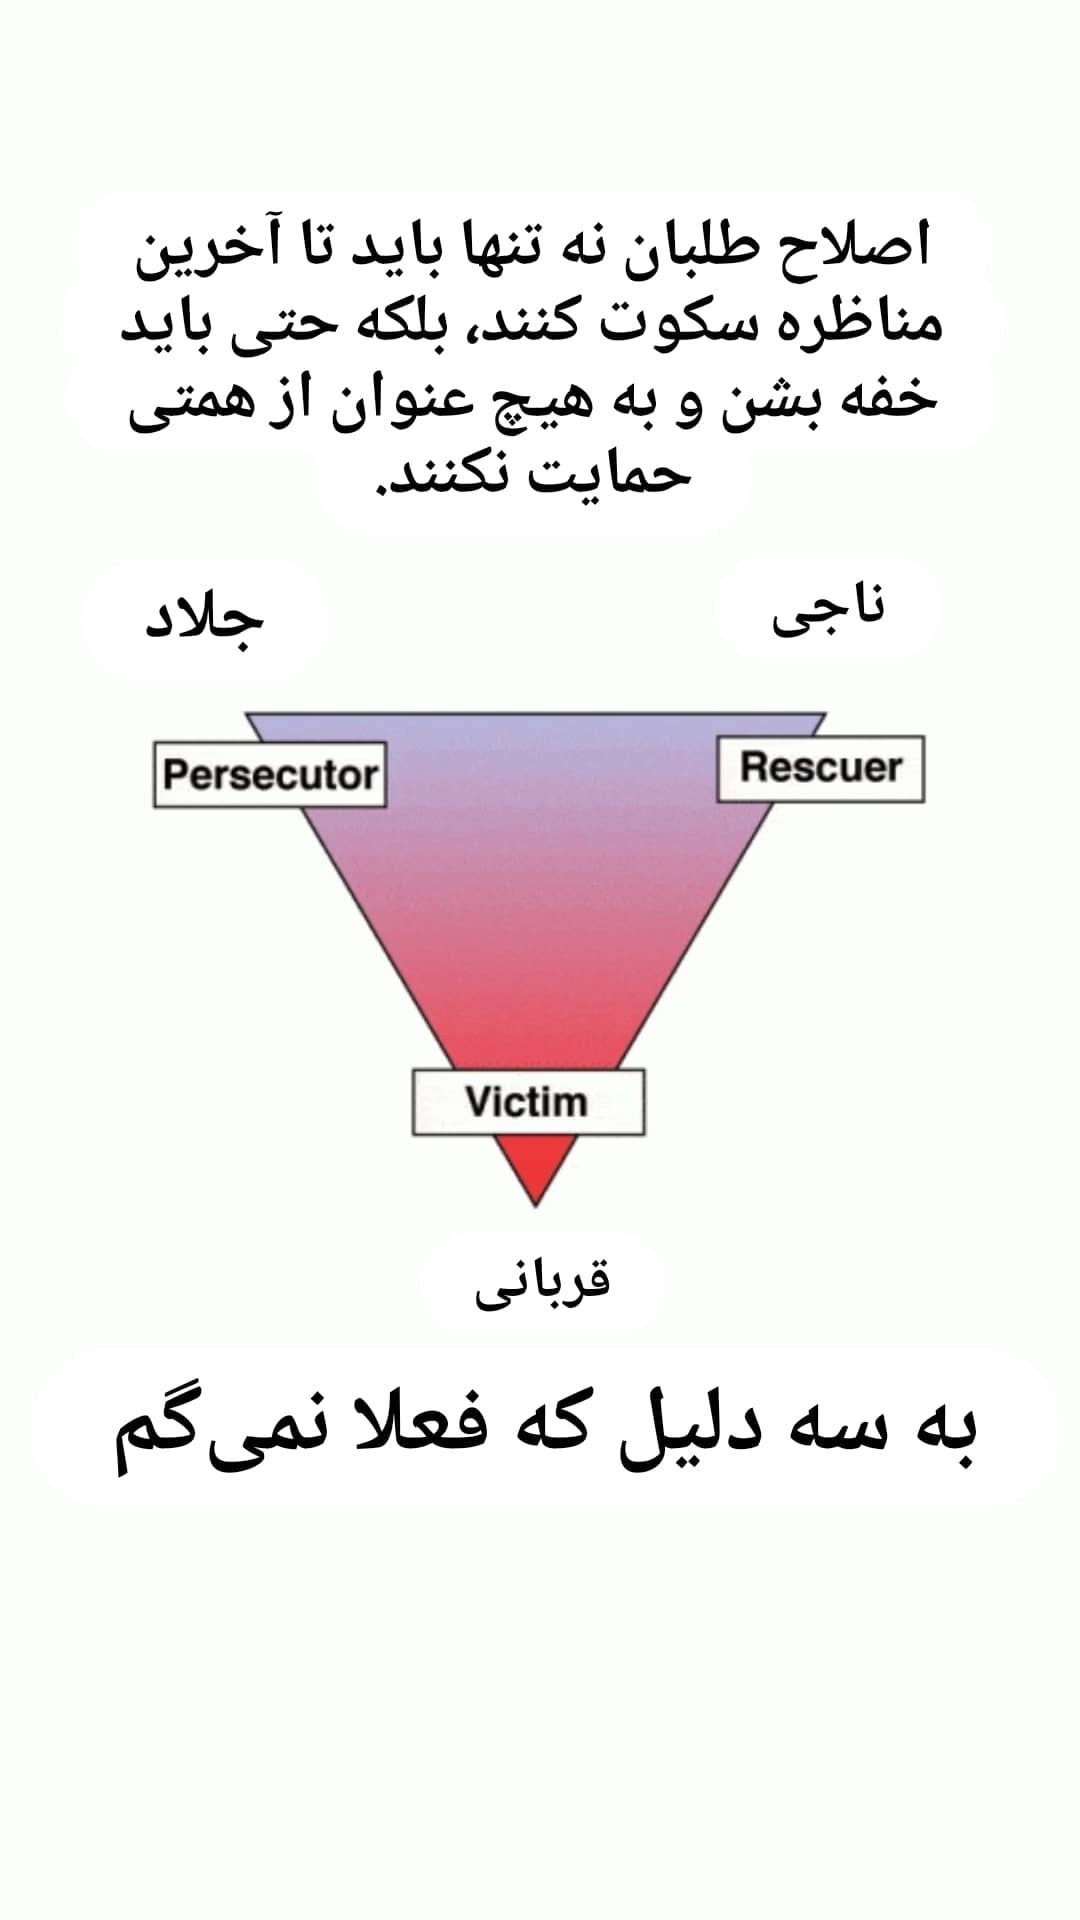 اصلاح طلبان نه تنها باید تا آخرین
مناظره سکوت کنند، بلکه حتی باید
خفه بشن و به هیچ عنوان از همتی
حمایت نکنند.
ناجی
جلاد
Persecutor
Rescuer
Victim
قربانی
به سه دلیل که فعلا نمی‌گم